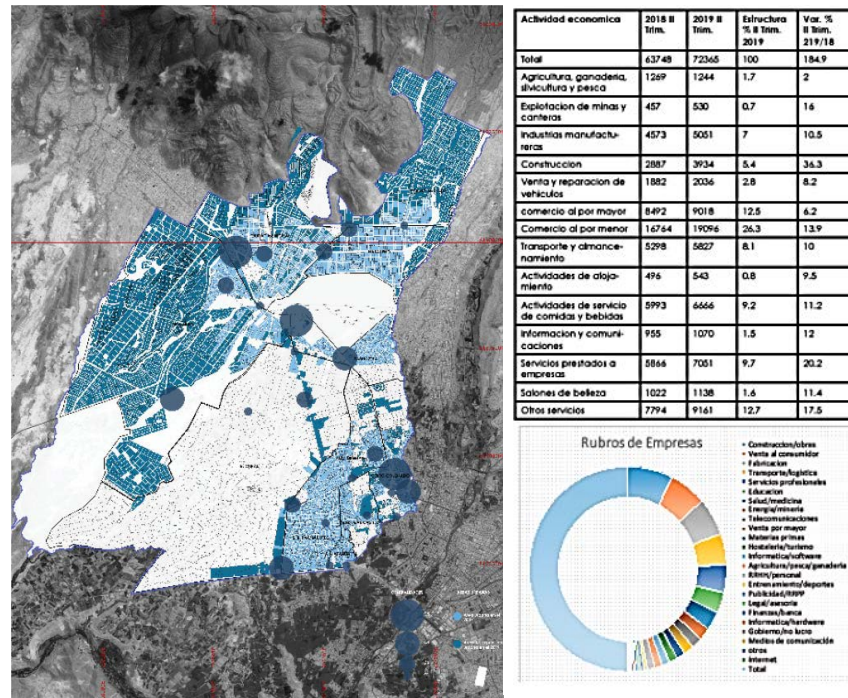 Actividad economica
2018 II
Trim.
2019 II
Trim.
Estructura
% II Trim.
2019
Var. %
II Trim.
219/18
Total
63748
72365
100
184.9
Agricultura, ganaderia,
silvicultura y pesca
1269
1244
1.7
2
Explotacion de minas y
canteras
457
530
0.7
16
Industrias manufactu-
reras
4573
5051
7
10.5
Construccion
2887
3934
5.4
36.3
Venta y reparacion de
vehiculos
1882
2036
2.8
8.2
comercio al por mayor
8492
9018
12.5
6.2
Comercio al por menor
16764
19096
26.3
13.9
Transporte y almance-
namiento
5298
5827
8.1
10
Actividades de aloja-
miento
496
543
0.8
9.5
Actividades de servicio
de comidas y bebidas
5993
6666
9.2
11.2
Informacion y comuni-
caciones
955
1070
1.5
12
Servicios prestados a
empresas
5866
7051
9.7
20.2
Salones de belleza
1022
1138
1.6
11.4
Otros servicios
7794
9161
12.7
17.5
Rubros de Empresas
Construccion/obras
Venta al consumidor
Fabricacion
Transporte/logistica
Servicios profesionales
Educacion
Salud/medicina
Energia/mineria
Telecomunicaciones
Venta por mayor
Materias primas
Hosteleria/turismo
Informatica/software
Agricultura/pesca/ganaderia
RRHH/personal
Entrenamiento/deportes
Publicidad/RRPP
Legal/asesoria
Finanzas/banca
Informatica/hardware
Gobierno/no lucro
Medios de comunicación
otros
Internet
Total